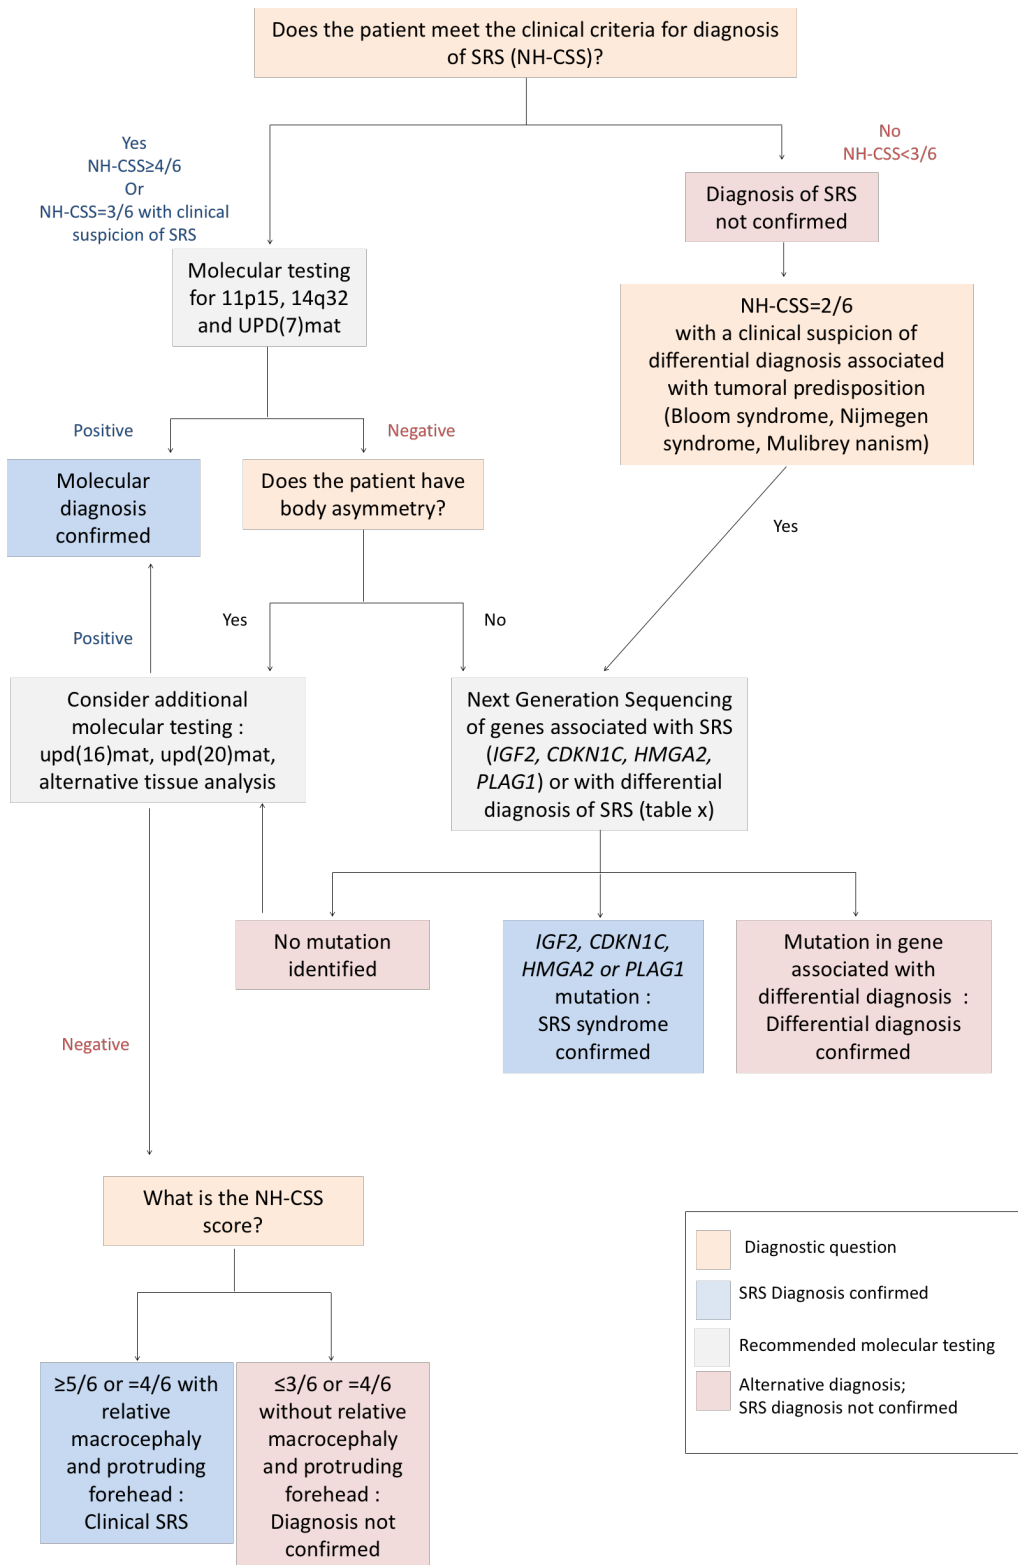 Does the patient meet the clinical criteria for diagnosis
of SRS (NH-CSS)?
Yes
NH-CSS≥4/6
Or
NH-CSS=3/6 with clinical
suspicion of SRS
No
NH-CSS<3/6
Diagnosis of SRS
not confirmed
Molecular testing
for 11p15, 14q32
and UPD(7)mat
NH-CSS=2/6
with a clinical suspicion of
differential diagnosis associated
with tumoral predisposition
(Bloom syndrome, Nijmegen
syndrome, Mulibrey nanism)
Positive
Negative
Molecular
diagnosis
confirmed
Does the patient have
body asymmetry?
Yes
Yes
No
Positive
Consider additional
molecular testing :
upd(16)mat, upd(20)mat,
alternative tissue analysis
Next Generation Sequencing
of genes associated with SRS
(IGF2, CDKN1C, HMGA2,
PLAG1) or with differential
diagnosis of SRS (table x)
No mutation
identified
IGF2, CDKN1C,
HMGA2 or PLAG1
mutation :
SRS syndrome
confirmed
Mutation in gene
associated with
differential diagnosis :
Differential diagnosis
confirmed
Negative
What is the NH-CSS
score?
≥5/6 or =4/6 with
relative
macrocephaly
and protruding
forehead :
Clinical SRS
≤3/6 or =4/6
without relative
macrocephaly
and protruding
forehead :
Diagnosis not
confirmed
Diagnostic question
SRS Diagnosis confirmed
Recommended molecular testing
Alternative diagnosis;
SRS diagnosis not confirmed